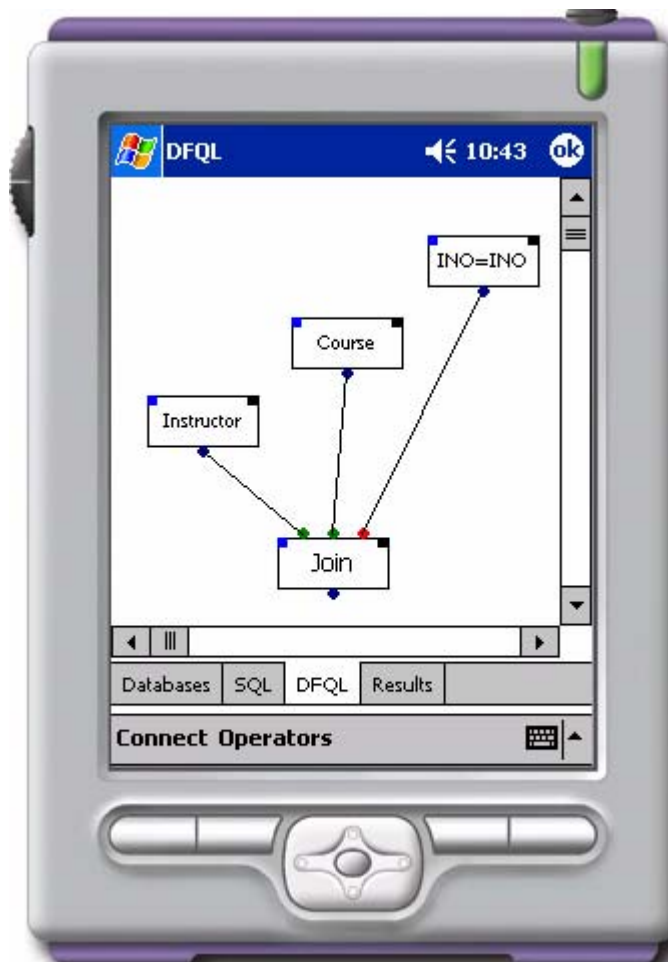 DFQL 10:43 ok
INO=INO
Course
Instructor
Join
Databases SQL DFQL Results
Connect Operators